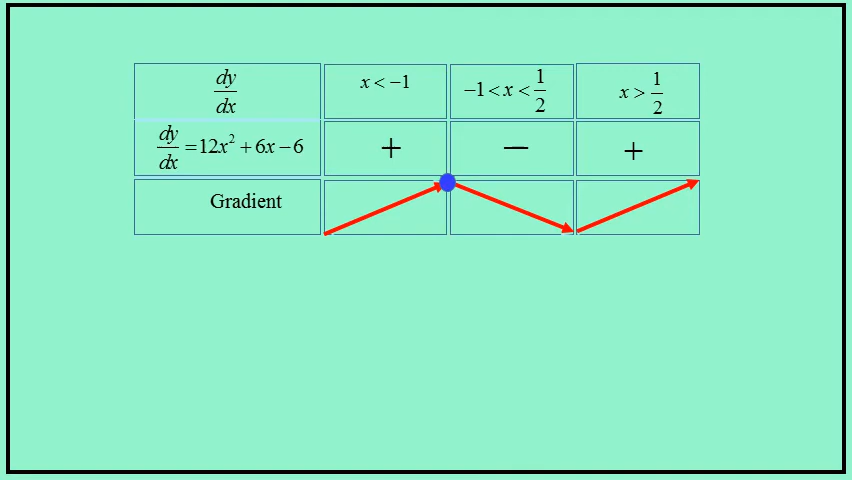 dy/dx x < −1 −1 < x < 1/2 x > 1/2
dy/dx = 12x² + 6x − 6 + − +
Gradient